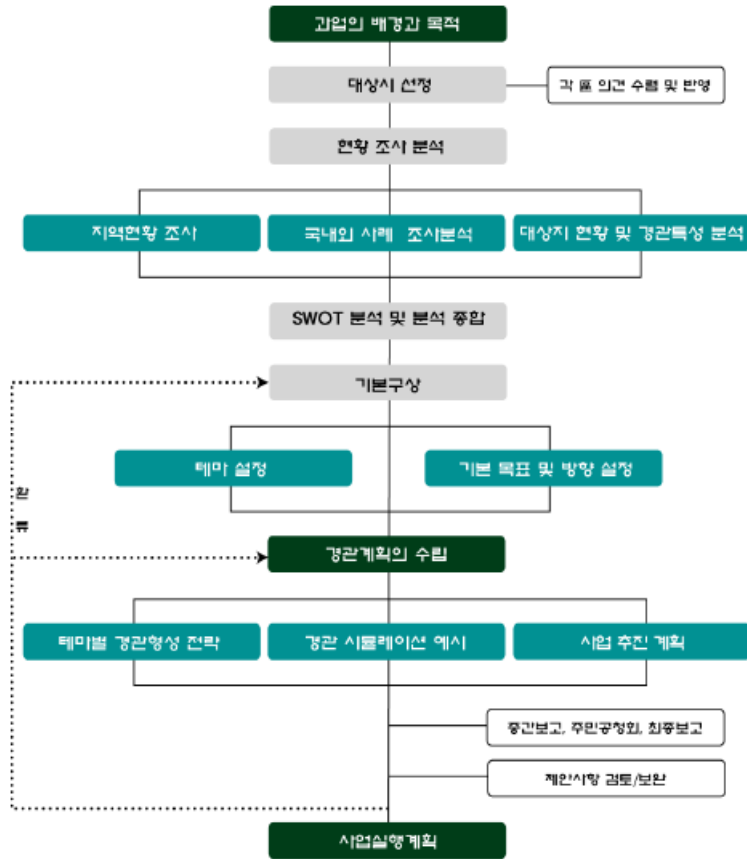 과업의 배경과 목적
대상지 선정
각 區 의견 수렴 및 반영
현황 조사 분석
지역현황 조사
국내외 사례 조사분석
대상지 현황 및 경관특성 분석
SWOT 분석 및 분석 종합
기본구상
테마 설정
기본 목표 및 방향 설정
환
류
경관계획의 수립
테마별 경관형성 전략
경관 시뮬레이션 예시
사업 추진 계획
중간보고, 주민공청회, 최종보고
제안사항 검토/보완
사업실행계획